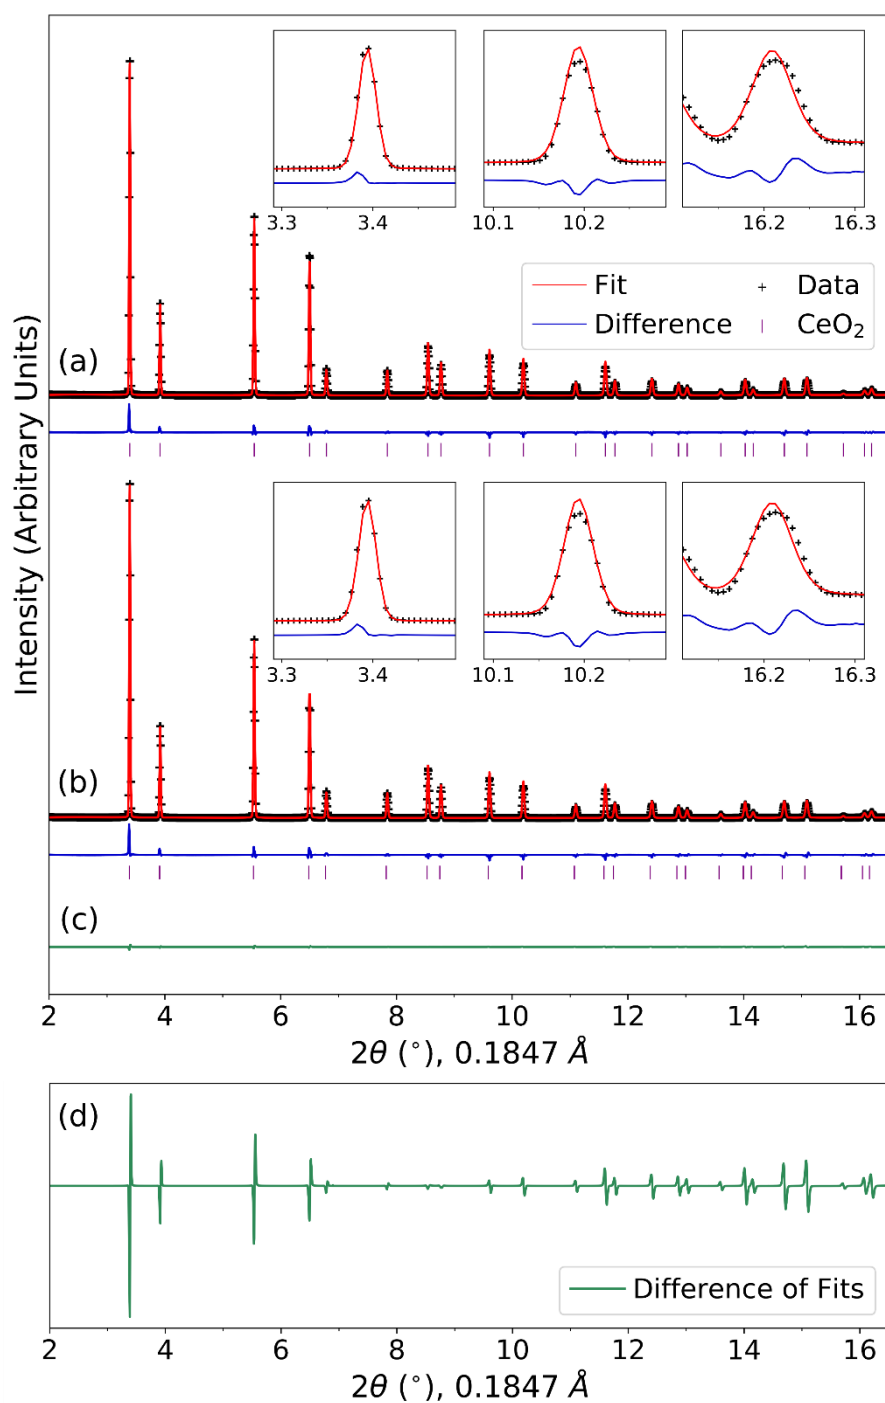 3.3 3.4
10.1 10.2
16.2 16.3
Fit
Data
Difference
CeO₂
(a)
Intensity (Arbitrary Units)
3.3 3.4
10.1 10.2
16.2 16.3
(b)
(c)
2 4 6 8 10 12 14 16
2θ (°), 0.1847 Å
(d)
Difference of Fits
2 4 6 8 10 12 14 16
2θ (°), 0.1847 Å